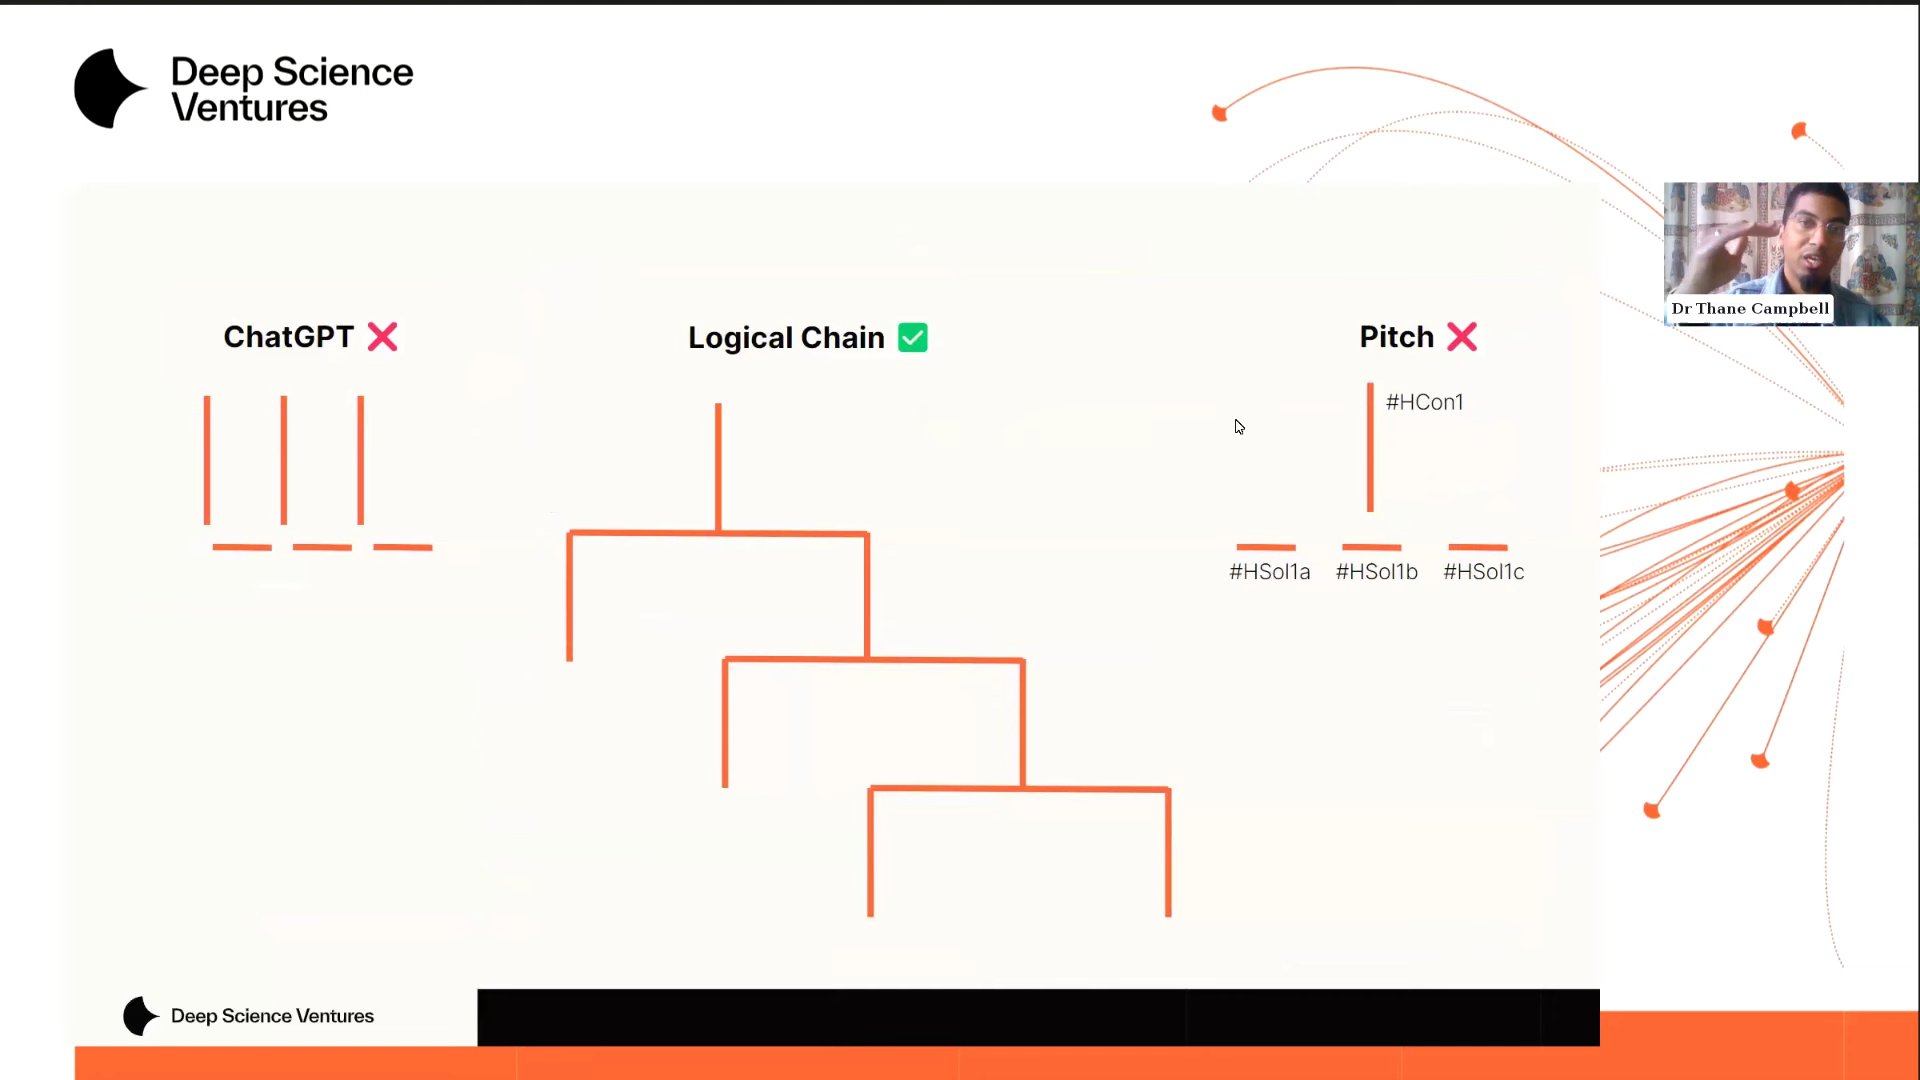 Deep Science
Ventures
Dr Thane Campbell
ChatGPT ❌
Logical Chain ✅
Pitch ❌
#HCon1
#HSol1a #HSol1b #HSol1c
Deep Science Ventures